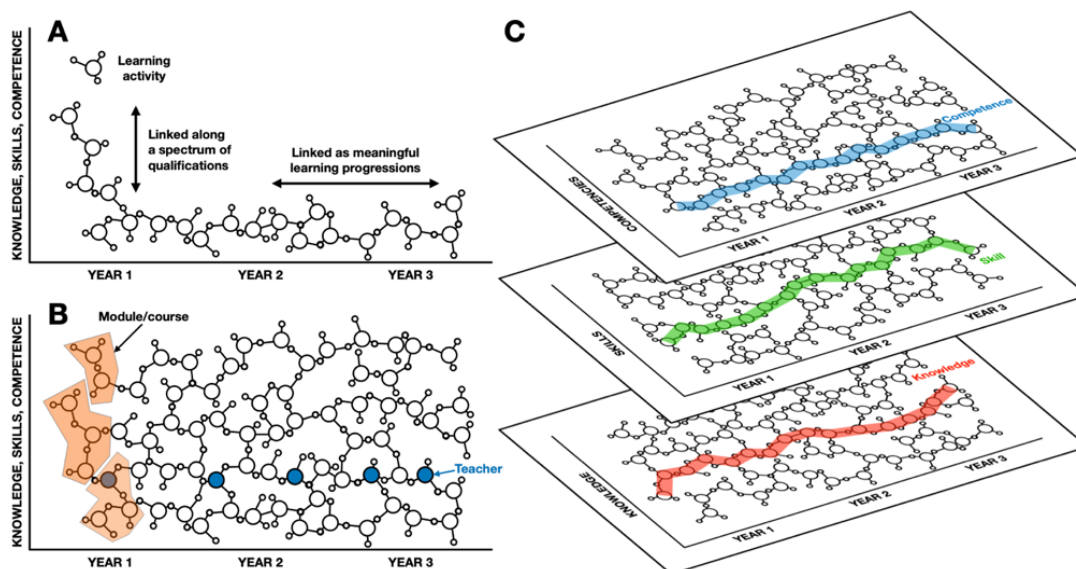 A
KNOWLEDGE, SKILLS, COMPETENCE
Learning
activity
Linked along
a spectrum of
qualifications
Linked as meaningful
learning progressions
YEAR 1
YEAR 2
YEAR 3
B
KNOWLEDGE, SKILLS, COMPETENCE
Module/course
Teacher
YEAR 1
YEAR 2
YEAR 3
C
Competence
COMPETENCIES
YEAR 1
YEAR 2
YEAR 3
Skill
SKILLS
YEAR 1
YEAR 2
YEAR 3
Knowledge
KNOWLEDGE
YEAR 1
YEAR 2
YEAR 3